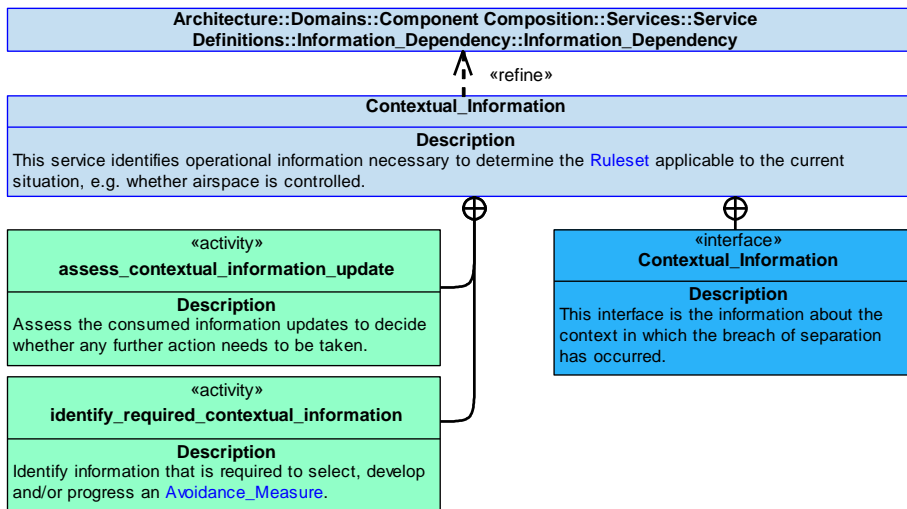 Architecture::Domains::Component Composition::Services::Service
Definitions::Information_Dependency::Information_Dependency
«refine»
Contextual_Information
Description
This service identifies operational information necessary to determine the Ruleset applicable to the current
situation, e.g. whether airspace is controlled.
«activity»
assess_contextual_information_update
Description
Assess the consumed information updates to decide
whether any further action needs to be taken.
«interface»
Contextual_Information
Description
This interface is the information about the
context in which the breach of separation
has occurred.
«activity»
identify_required_contextual_information
Description
Identify information that is required to select, develop
and/or progress an Avoidance_Measure.